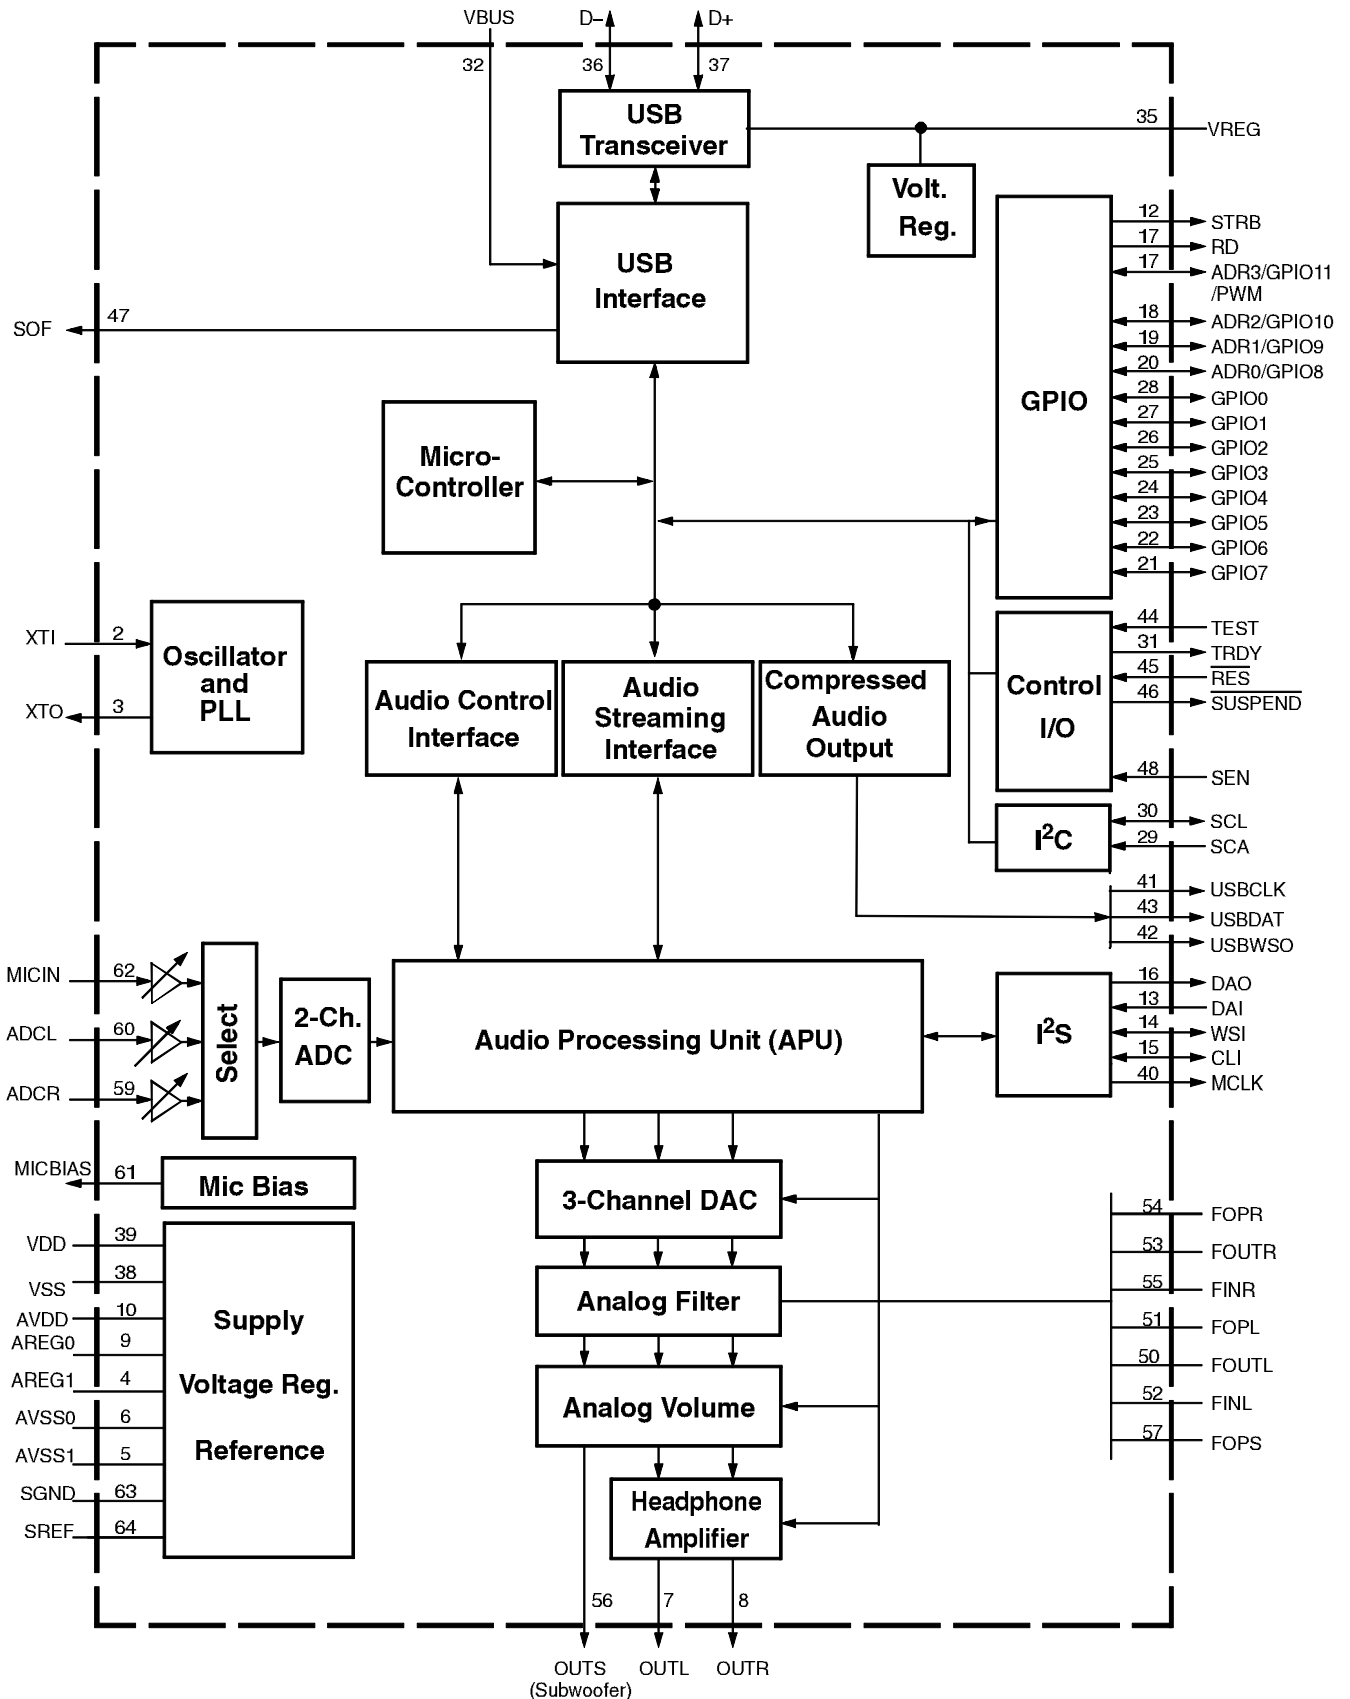 VBUS D– D+
32 36 37
USB
Transceiver
35 VREG
Volt.
Reg.
USB
Interface
SOF 47
12 STRB
17 RD
17 ADR3/GPIO11
/PWM
18 ADR2/GPIO10
19 ADR1/GPIO9
20 ADR0/GPIO8
28 GPIO0
27 GPIO1
26 GPIO2
25 GPIO3
24 GPIO4
23 GPIO5
22 GPIO6
21 GPIO7
GPIO
Micro-
Controller
XTI 2
XTO 3
Oscillator
and
PLL
Audio Control
Interface
Audio
Streaming
Interface
Compressed
Audio
Output
Control
I/O
44 TEST
31 TRDY
45 RES
46 SUSPEND
48 SEN
I²C
30 SCL
29 SCA
41 USBCLK
43 USBDAT
42 USBWSO
MICIN 62
ADCL 60
ADCR 59
Select
2-Ch.
ADC
Audio Processing Unit (APU)
I²S
16 DAO
13 DAI
14 WSI
15 CLI
40 MCLK
MICBIAS 61
Mic Bias
3-Channel DAC
Analog Filter
Analog Volume
Headphone
Amplifier
54 FOPR
53 FOUTR
55 FINR
51 FOPL
50 FOUTL
52 FINL
57 FOPS
VDD 39
VSS 38
AVDD 10
AREG0 9
AREG1 4
AVSS0 6
AVSS1 5
SGND 63
SREF 64
Supply
Voltage Reg.
Reference
56 7 8
OUTS OUTL OUTR
(Subwoofer)